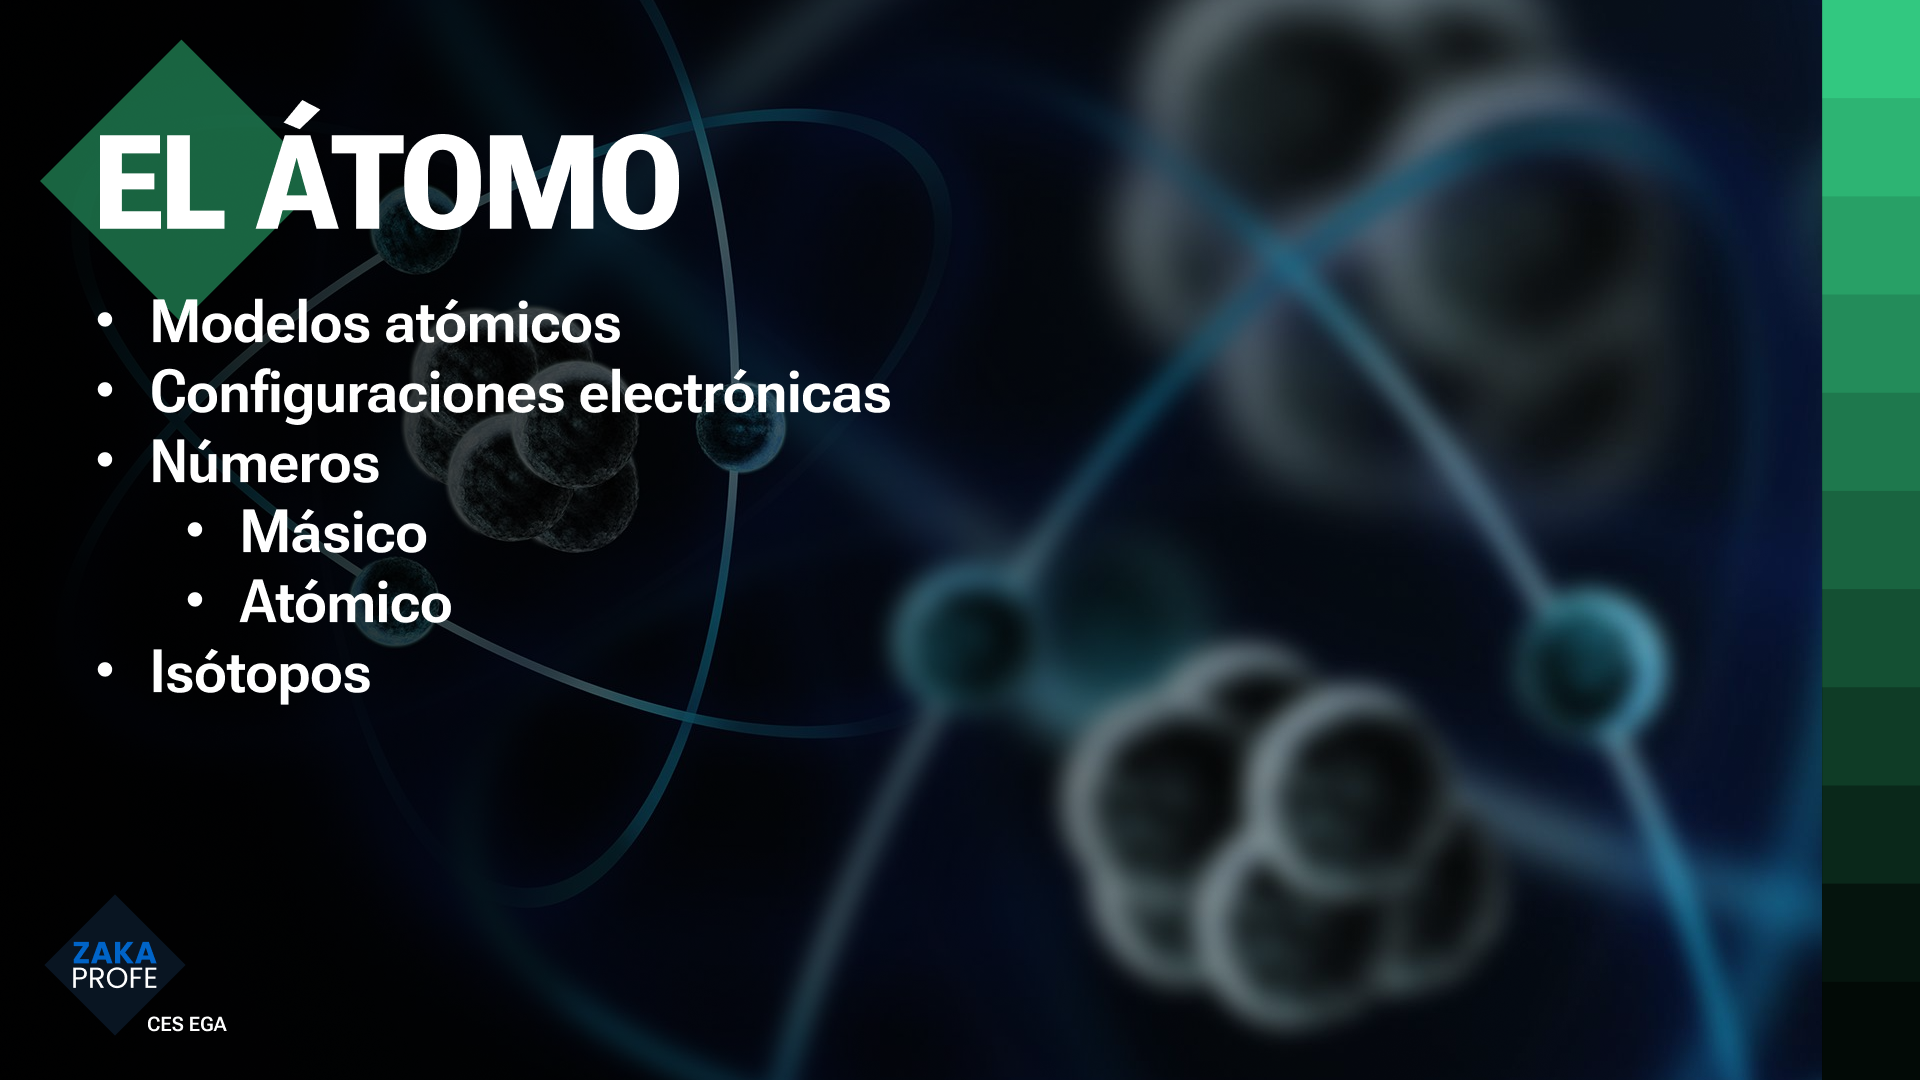 EL ÁTOMO
• Modelos atómicos
• Configuraciones electrónicas
• Números
• Másico
• Atómico
• Isótopos
ZAKA
PROFE
CES EGA